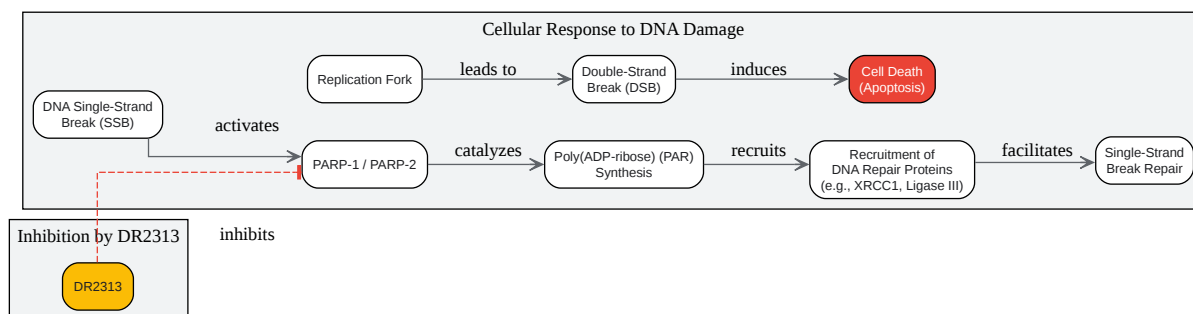 Cellular Response to DNA Damage
Replication Fork
leads to
Double-Strand
Break (DSB)
induces
Cell Death
(Apoptosis)
DNA Single-Strand
Break (SSB)
activates
PARP-1 / PARP-2
catalyzes
Poly(ADP-ribose) (PAR)
Synthesis
recruits
Recruitment of
DNA Repair Proteins
(e.g., XRCC1, Ligase III)
facilitates
Single-Strand
Break Repair
Inhibition by DR2313
inhibits
DR2313